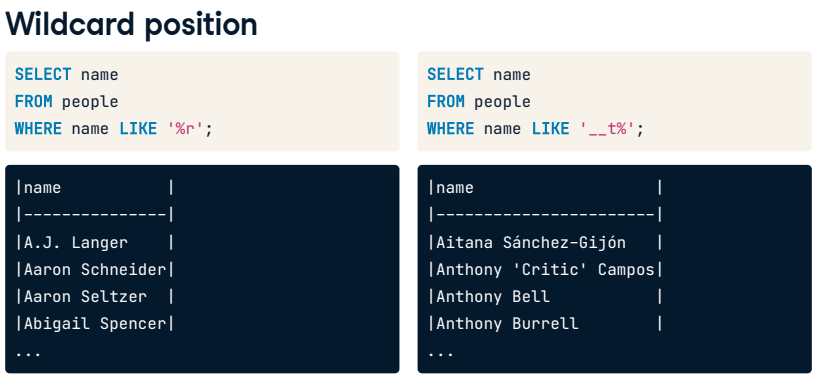 Wildcard position
SELECT name
FROM people
WHERE name LIKE '%r';
|name           |
|---------------|
|A.J. Langer    |
|Aaron Schneider|
|Aaron Seltzer  |
|Abigail Spencer|
...
SELECT name
FROM people
WHERE name LIKE '__t%';
|name                   |
|-----------------------|
|Aitana Sánchez-Gijón   |
|Anthony 'Critic' Campos|
|Anthony Bell           |
|Anthony Burrell        |
...